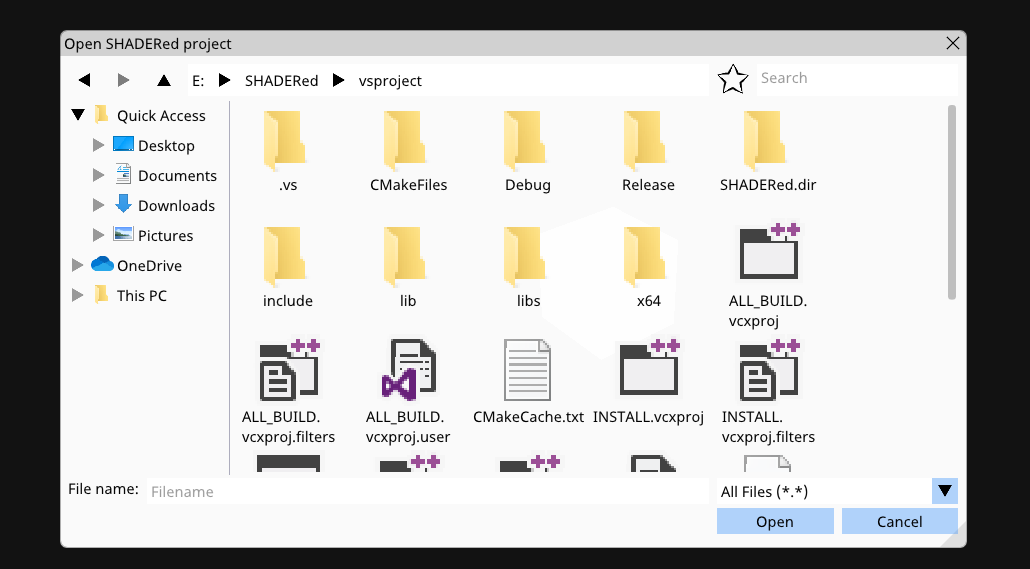 Open SHADERed project
E: SHADERed vsproject
Search
Quick Access
Desktop
Documents
Downloads
Pictures
OneDrive
This PC
.vs
CMakeFiles
Debug
Release
SHADERed.dir
include
lib
libs
x64
ALL_BUILD.
vcxproj
ALL_BUILD.
vcxproj.filters
ALL_BUILD.
vcxproj.user
CMakeCache.txt
INSTALL.vcxproj
INSTALL.
vcxproj.filters
File name:
Filename
All Files (*.*)
Open
Cancel